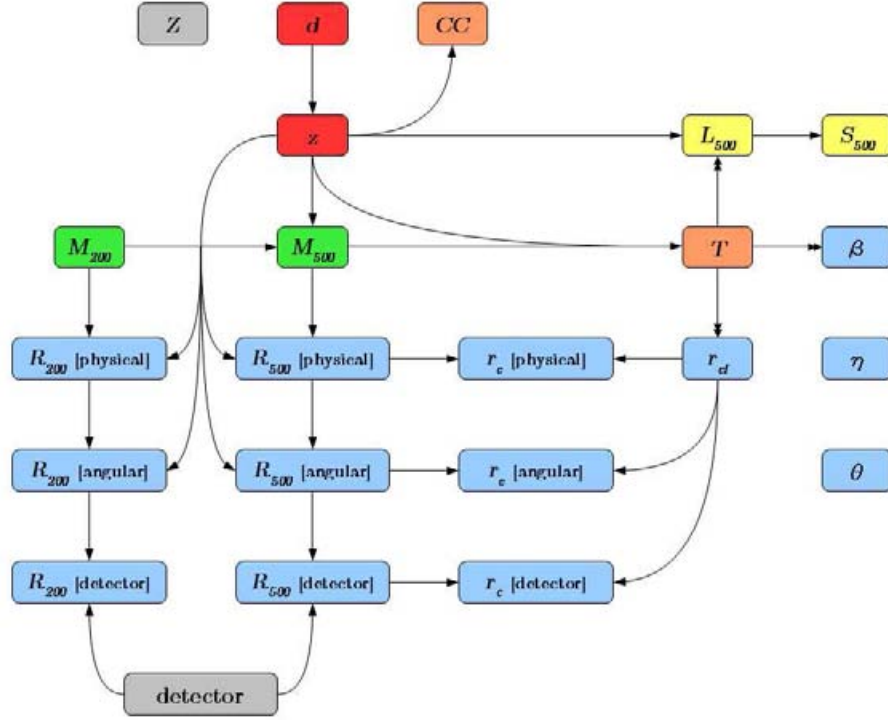 Z
d
CC
z
L500
S500
M200
M500
T
β
R200 [physical]
R500 [physical]
rc [physical]
rcf
η
R200 [angular]
R500 [angular]
rc [angular]
θ
R200 [detector]
R500 [detector]
rc [detector]
detector